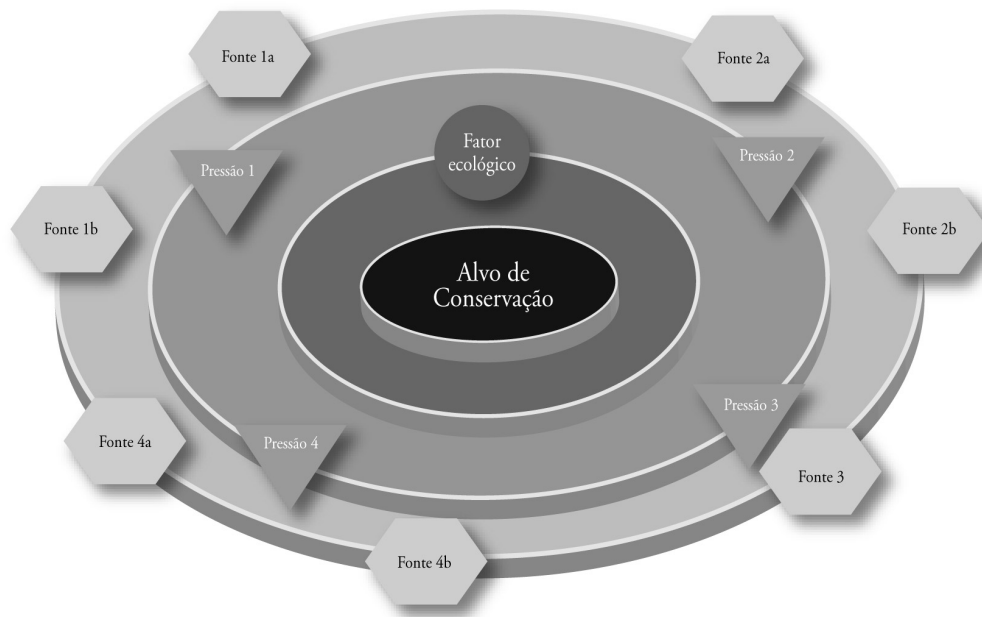 Fonte 1a
Fonte 2a
Fator
ecológico
Pressão 1
Pressão 2
Fonte 1b
Fonte 2b
Alvo de
Conservação
Pressão 3
Fonte 4a
Pressão 4
Fonte 3
Fonte 4b